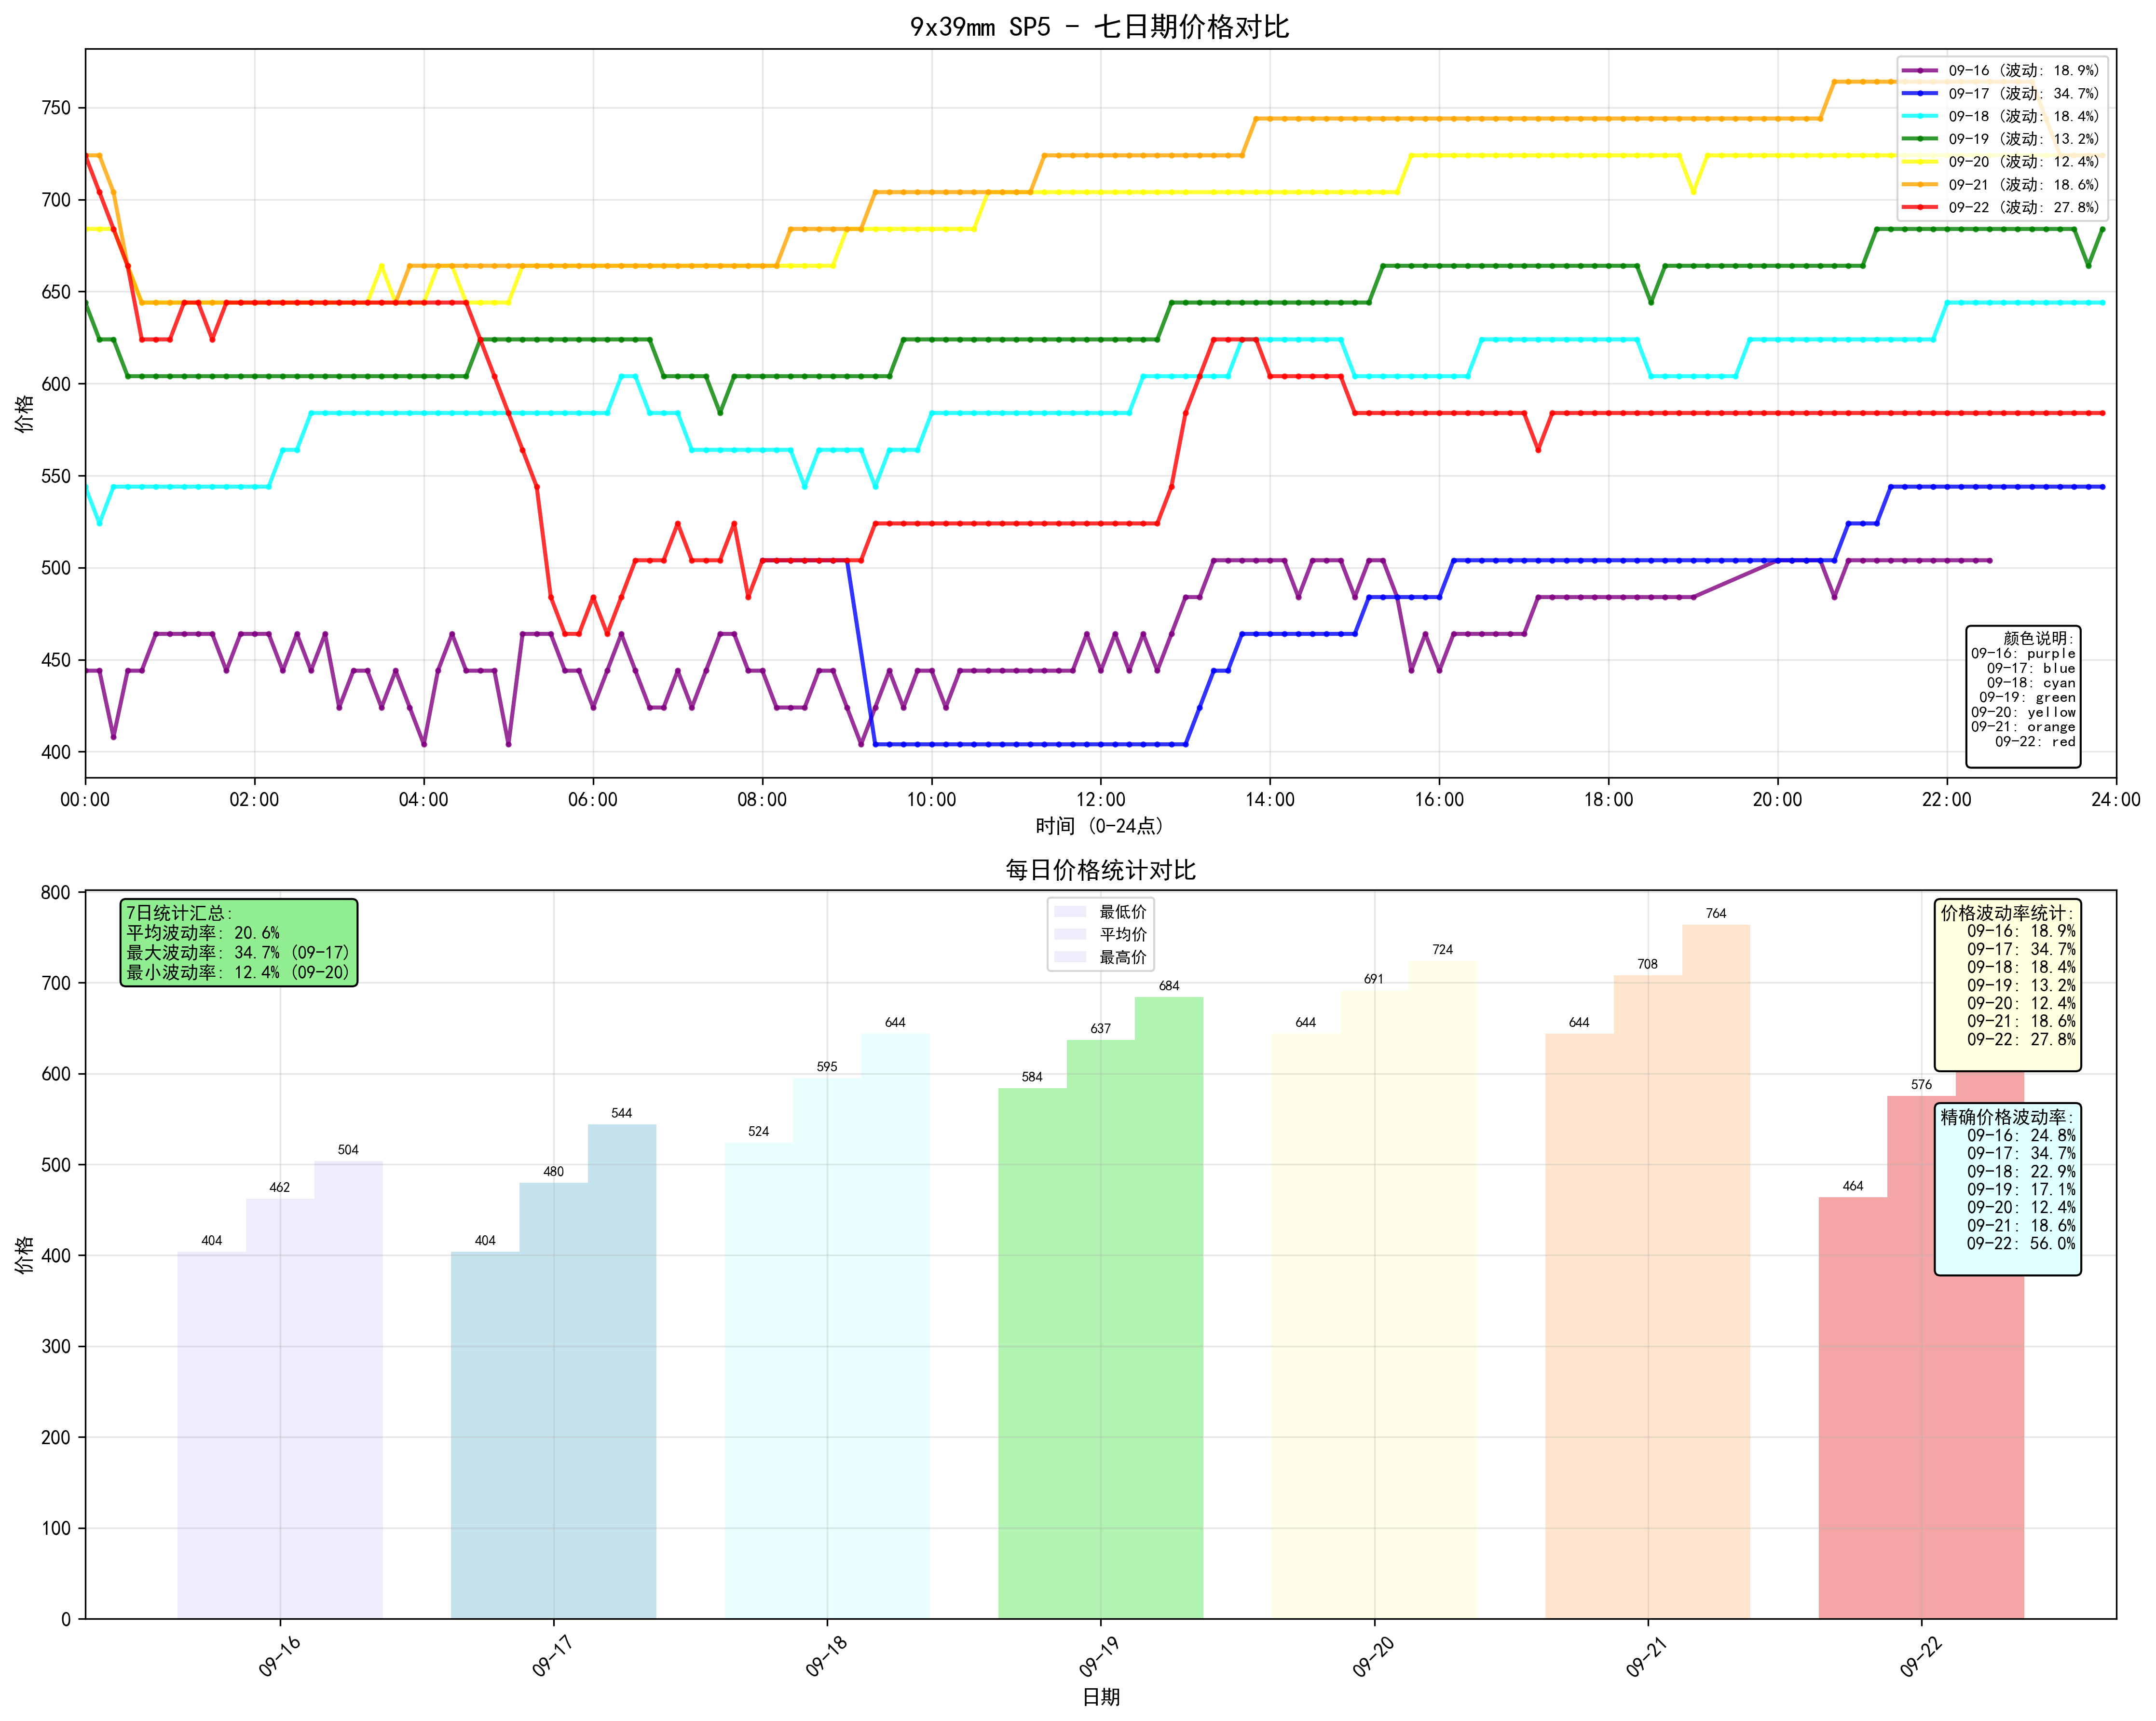 9x39mm SP5 - 七日期价格对比
09-16 (波动: 18.9%)
09-17 (波动: 34.7%)
09-18 (波动: 18.4%)
09-19 (波动: 13.2%)
09-20 (波动: 12.4%)
09-21 (波动: 18.6%)
09-22 (波动: 27.8%)
750
700
650
600
550
500
450
400
价格
颜色说明:
09-16: purple
09-17: blue
09-18: cyan
09-19: green
09-20: yellow
09-21: orange
09-22: red
00:00 02:00 04:00 06:00 08:00 10:00 12:00 14:00 16:00 18:00 20:00 22:00 24:00
时间 (0-24点)
每日价格统计对比
800
700
600
500
400
300
200
100
0
价格
7日统计汇总:
平均波动率: 20.6%
最大波动率: 34.7% (09-17)
最小波动率: 12.4% (09-20)
最低价
平均价
最高价
价格波动率统计:
09-16: 18.9%
09-17: 34.7%
09-18: 18.4%
09-19: 13.2%
09-20: 12.4%
09-21: 18.6%
09-22: 27.8%
精确价格波动率:
09-16: 24.8%
09-17: 34.7%
09-18: 22.9%
09-19: 17.1%
09-20: 12.4%
09-21: 18.6%
09-22: 56.0%
404 462 504
404 480 544
524 595 644
584 637 684
644 691 724
644 708 764
464 576
09-16 09-17 09-18 09-19 09-20 09-21 09-22
日期